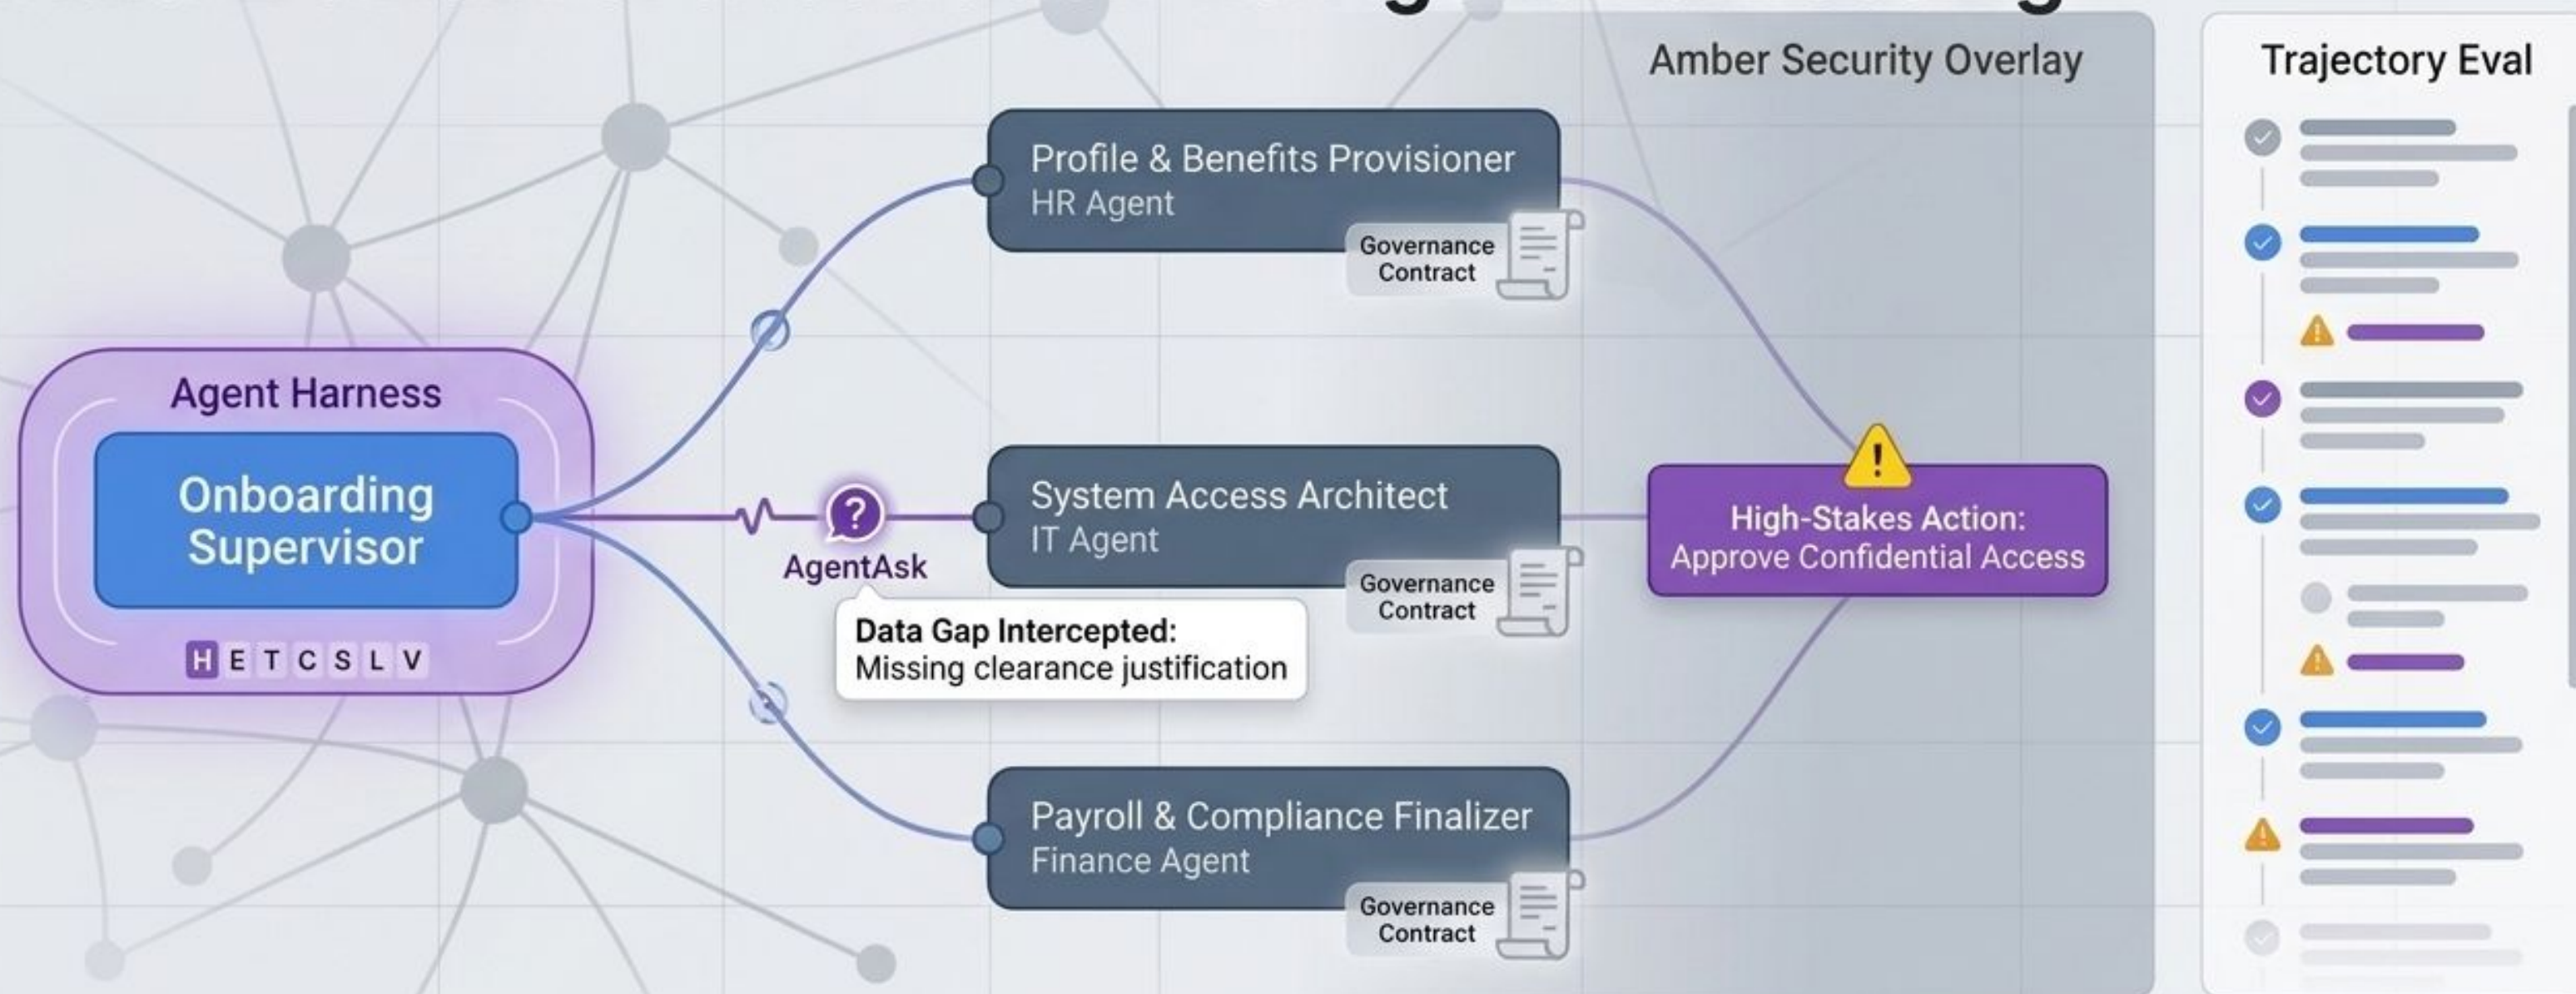 Amber Security Overlay
Trajectory Eval
Profile & Benefits Provisioner
HR Agent
Governance
Contract
Agent Harness
Onboarding
Supervisor
H E T C S L V
?
AgentAsk
Data Gap Intercepted:
Missing clearance justification
System Access Architect
IT Agent
Governance
Contract
!
High-Stakes Action:
Approve Confidential Access
Payroll & Compliance Finalizer
Finance Agent
Governance
Contract